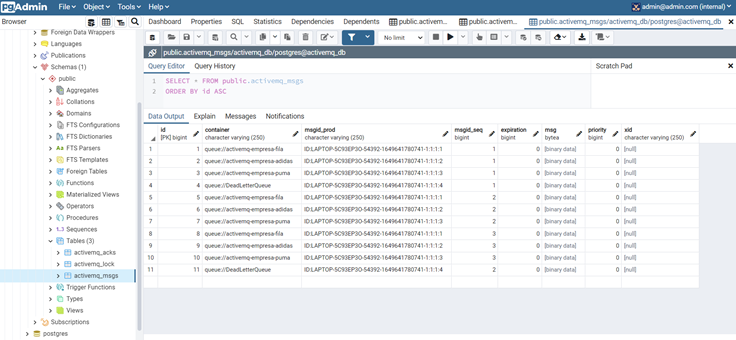 pgAdmin File Object Tools Help admin@admin.com (internal)
Browser Dashboard Properties SQL Statistics Dependencies Dependents public.activemq... public.activemq... public.activemq_msgs/activemq_db/postgres@activemq_db
Foreign Data Wrappers
Languages
Publications
Schemas (1)
public
Aggregates
Collations
Domains
FTS Configurations
FTS Dictionaries
FTS Parsers
FTS Templates
Foreign Tables
Functions
Materialized Views
Operators
Procedures
Sequences
Tables (3)
activemq_acks
activemq_lock
activemq_msgs
Trigger Functions
Types
Views
Subscriptions
postgres
No limit
public.activemq_msgs/activemq_db/postgres@activemq_db
Query Editor Query History Scratch Pad
1 SELECT * FROM public.activemq_msgs
2 ORDER BY id ASC
Data Output Explain Messages Notifications
id container msgid_prod msgid_seq expiration msg priority xid
[PK] bigint character varying (250) character varying (250) bigint bigint bytea bigint character varying (250)
1 1 queue://activemq-empresa-fila ID:LAPTOP-5C93EP3O-54392-1649641780741-1:1:1:1 1 0 [binary data] 0 [null]
2 2 queue://activemq-empresa-adidas ID:LAPTOP-5C93EP3O-54392-1649641780741-1:1:1:2 1 0 [binary data] 0 [null]
3 3 queue://activemq-empresa-puma ID:LAPTOP-5C93EP3O-54392-1649641780741-1:1:1:3 1 0 [binary data] 0 [null]
4 4 queue://DeadLetterQueue ID:LAPTOP-5C93EP3O-54392-1649641780741-1:1:1:4 1 0 [binary data] 0 [null]
5 5 queue://activemq-empresa-fila ID:LAPTOP-5C93EP3O-54392-1649641780741-1:1:1:1 2 0 [binary data] 0 [null]
6 6 queue://activemq-empresa-adidas ID:LAPTOP-5C93EP3O-54392-1649641780741-1:1:1:2 2 0 [binary data] 0 [null]
7 7 queue://activemq-empresa-puma ID:LAPTOP-5C93EP3O-54392-1649641780741-1:1:1:3 2 0 [binary data] 0 [null]
8 8 queue://activemq-empresa-fila ID:LAPTOP-5C93EP3O-54392-1649641780741-1:1:1:1 3 0 [binary data] 0 [null]
9 9 queue://activemq-empresa-adidas ID:LAPTOP-5C93EP3O-54392-1649641780741-1:1:1:2 3 0 [binary data] 0 [null]
10 10 queue://activemq-empresa-puma ID:LAPTOP-5C93EP3O-54392-1649641780741-1:1:1:3 3 0 [binary data] 0 [null]
11 11 queue://DeadLetterQueue ID:LAPTOP-5C93EP3O-54392-1649641780741-1:1:1:4 2 0 [binary data] 0 [null]